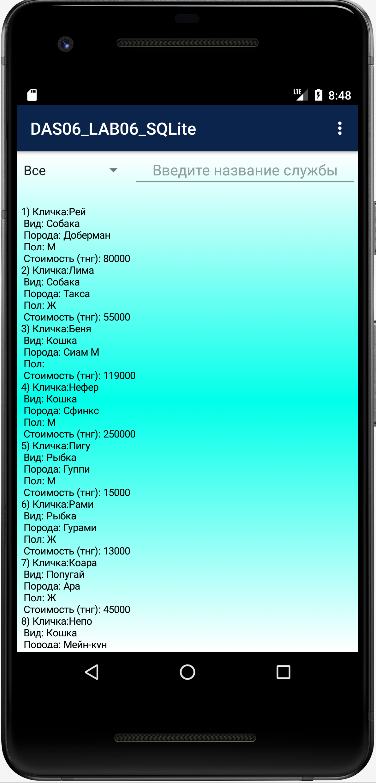 LTE 8:48
DAS06_LAB06_SQLite
Все Введите название службы
1) Кличка:Рей
Вид: Собака
Порода: Доберман
Пол: М
Стоимость (тнг): 80000
2) Кличка:Лима
Вид: Собака
Порода: Такса
Пол: Ж
Стоимость (тнг): 55000
3) Кличка:Беня
Вид: Кошка
Порода: Сиам М
Пол:
Стоимость (тнг): 119000
4) Кличка:Нефер
Вид: Кошка
Порода: Сфинкс
Пол: М
Стоимость (тнг): 250000
5) Кличка:Пигу
Вид: Рыбка
Порода: Гуппи
Пол: М
Стоимость (тнг): 15000
6) Кличка:Рами
Вид: Рыбка
Порода: Гурами
Пол: Ж
Стоимость (тнг): 13000
7) Кличка:Коара
Вид: Попугай
Порода: Ара
Пол: Ж
Стоимость (тнг): 45000
8) Кличка:Непо
Вид: Кошка
Порода: Мейн-кун